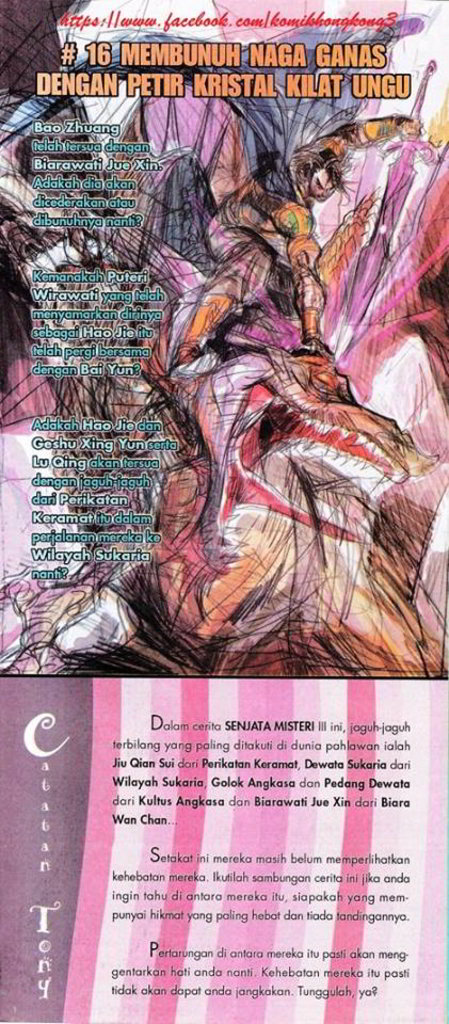 https://www.facebook.com/komikhongkong3
# 16 MEMBUNUH NAGA GANAS
DENGAN PETIR KRISTAL KILAT UNGU
Bao Zhuang
telah tersua dengan
Biarawati Jue Xin.
Adakah dia akan
dicederakan atau
dibunuhnya nanti?
Kemanakah Puteri
Wirawati yang telah
menyamarkan dirinya
sebagai Hao Jie itu
telah pergi bersama
dengan Bai Yun?
Adakah Hao Jie dan
Geshu Xing Yun serta
Lu Qing akan tersua
dengan jaguh-jaguh
dari Perikatan
Keramat itu dalam
perjalanan mereka ke
Wilayah Sukaria
nanti?
Catatan Tony
Dalam cerita SENJATA MISTERI III ini, jaguh-jaguh
terbilang yang paling ditakuti di dunia pahlawan ialah
Jiu Qian Sui dari Perikatan Keramat, Dewata Sukaria dari
Wilayah Sukaria, Golok Angkasa dan Pedang Dewata
dari Kultus Angkasa dan Biarawati Jue Xin dari Biara
Wan Chan...
Setakat ini mereka masih belum memperlihatkan
kehebatan mereka. Ikutilah sambungan cerita ini jika anda
ingin tahu di antara mereka itu, siapakah yang mem-
punyai hikmat yang paling hebat dan tiada tandingannya.
Pertarungan di antara mereka itu pasti akan meng-
gentarkan hati anda nanti. Kehebatan mereka itu pasti
tidak akan dapat anda jangkakan. Tunggulah, ya?